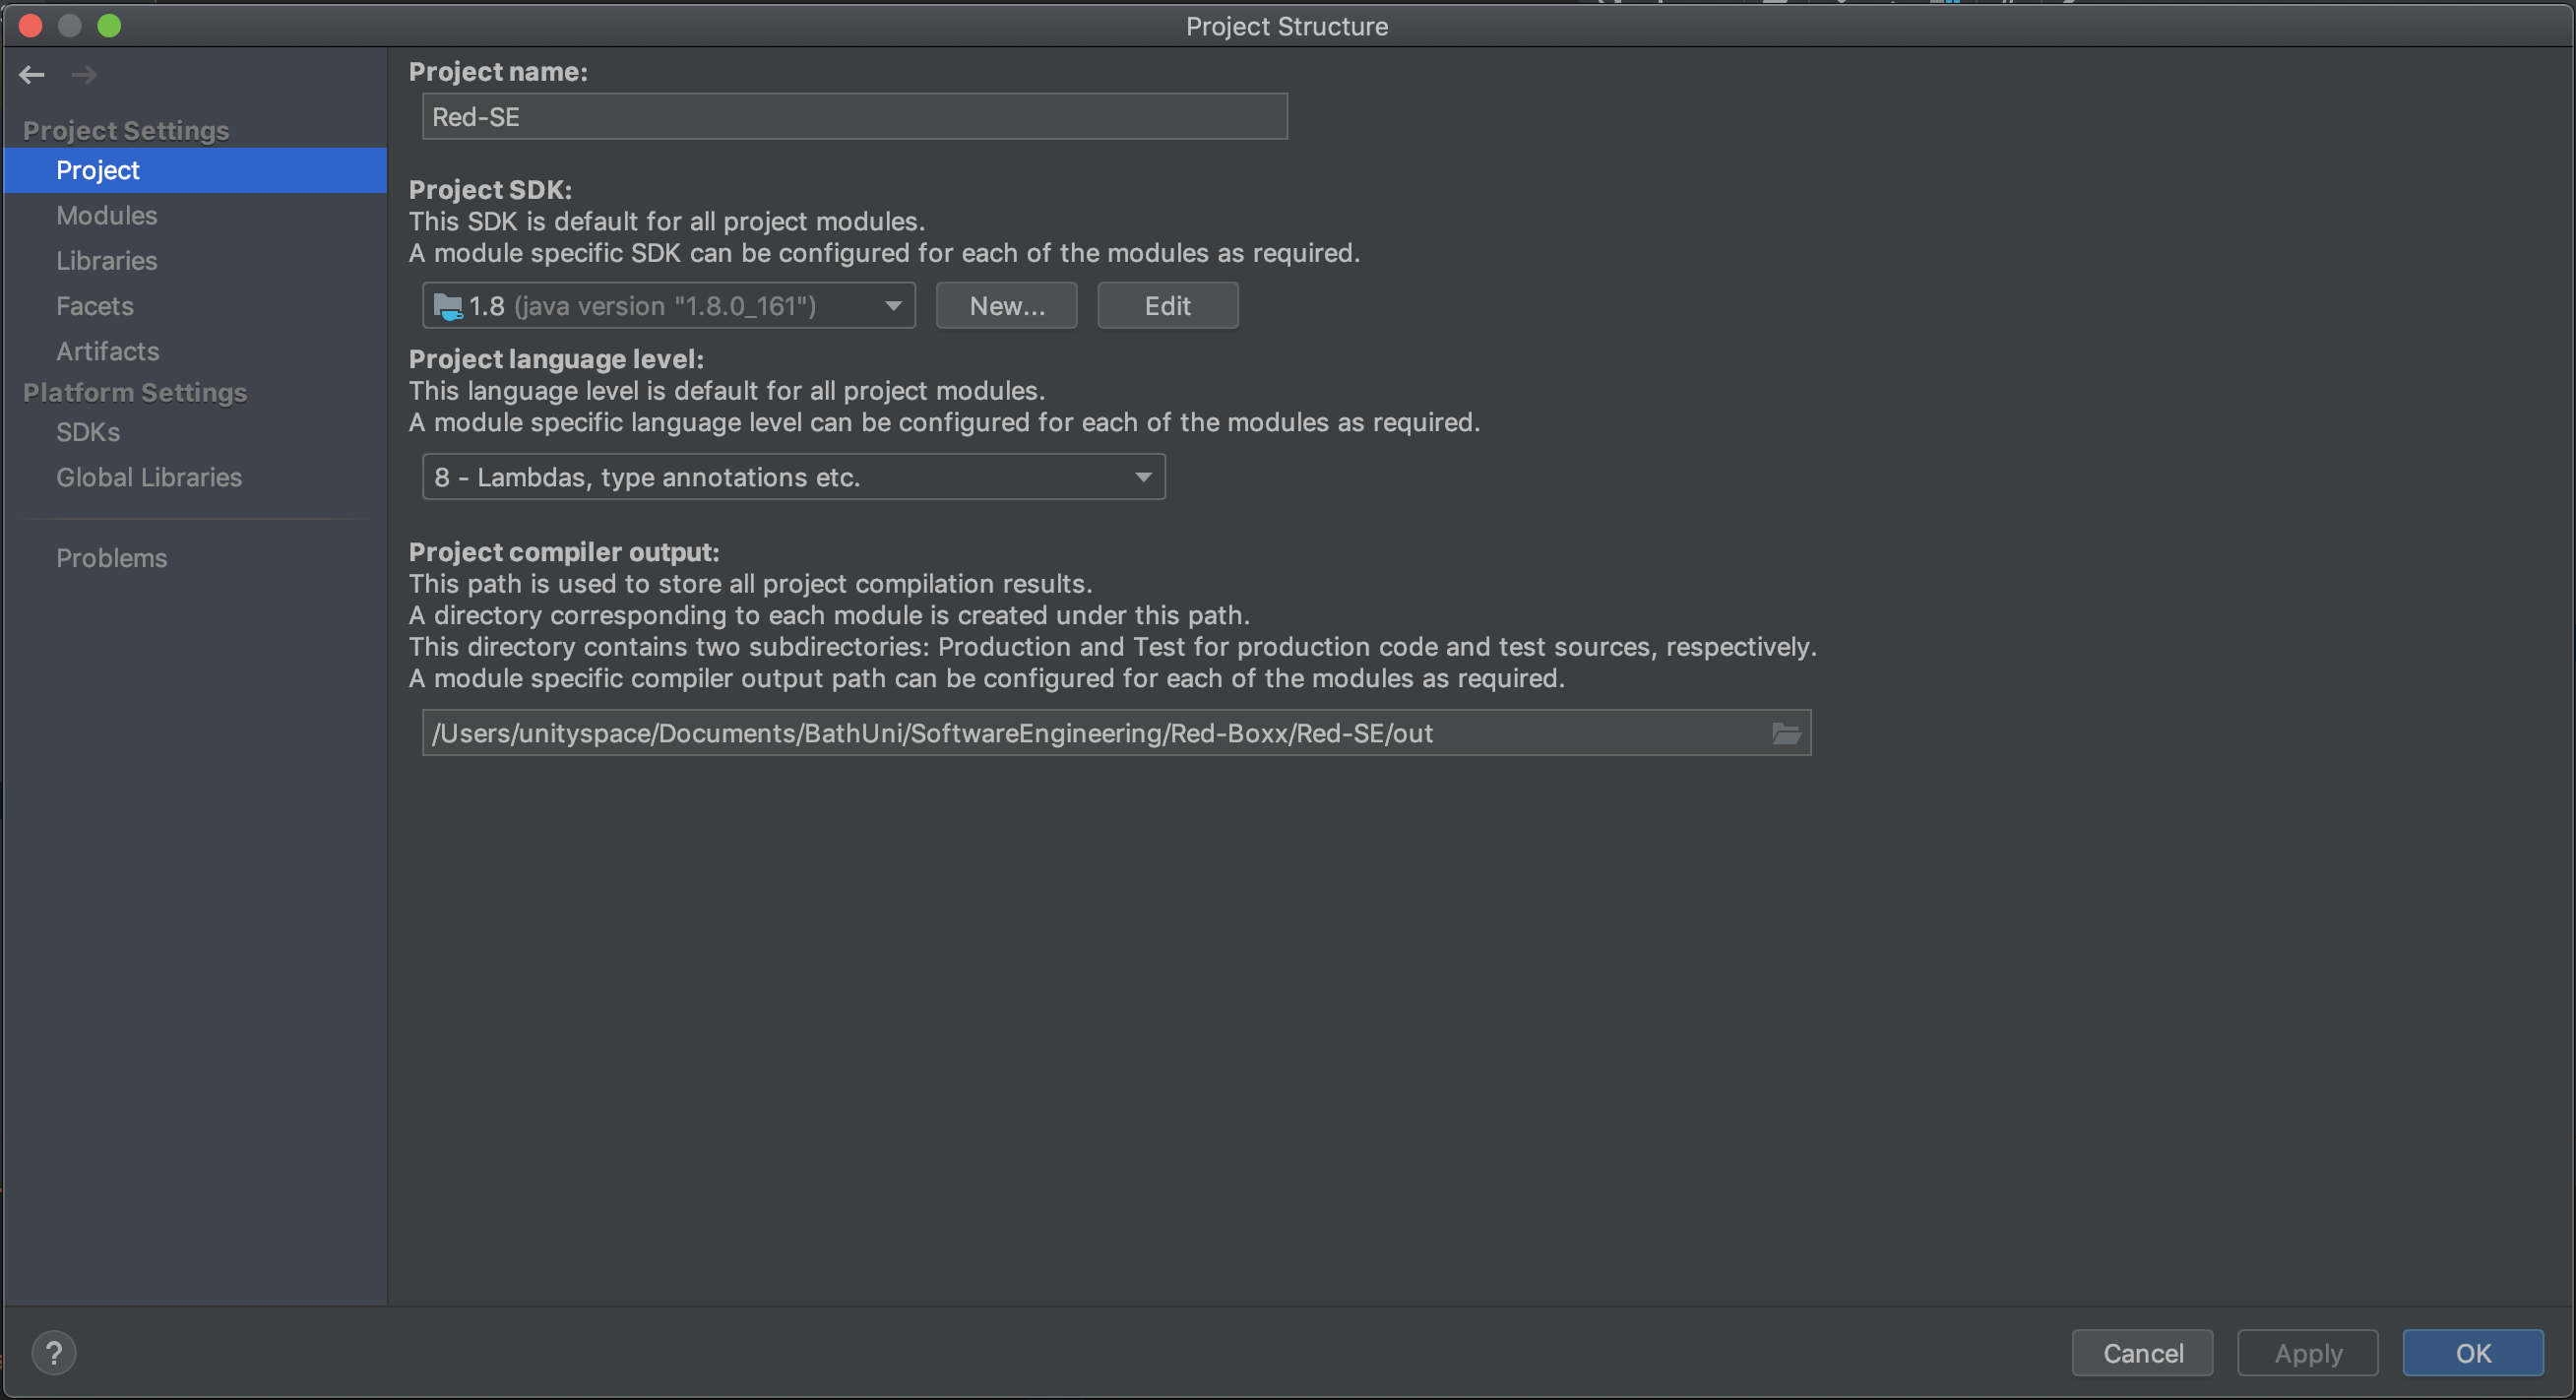 Project Structure
Project Settings
Project
Modules
Libraries
Facets
Artifacts
Platform Settings
SDKs
Global Libraries
Problems
Project name:
Red-SE
Project SDK:
This SDK is default for all project modules.
A module specific SDK can be configured for each of the modules as required.
1.8 (java version "1.8.0_161")
New...
Edit
Project language level:
This language level is default for all project modules.
A module specific language level can be configured for each of the modules as required.
8 - Lambdas, type annotations etc.
Project compiler output:
This path is used to store all project compilation results.
A directory corresponding to each module is created under this path.
This directory contains two subdirectories: Production and Test for production code and test sources, respectively.
A module specific compiler output path can be configured for each of the modules as required.
/Users/unityspace/Documents/BathUni/SoftwareEngineering/Red-Boxx/Red-SE/out
?
Cancel
Apply
OK